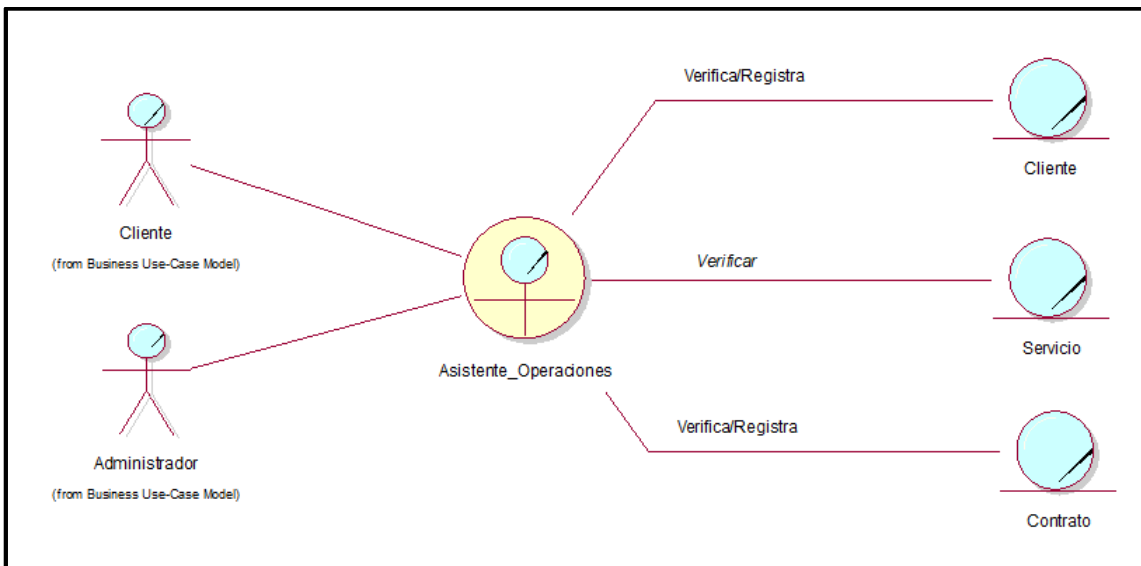 Cliente
(from Business Use-Case Model)
Administrador
(from Business Use-Case Model)
Asistente_Operaciones
Verifica/Registra
Cliente
Verificar
Servicio
Verifica/Registra
Contrato